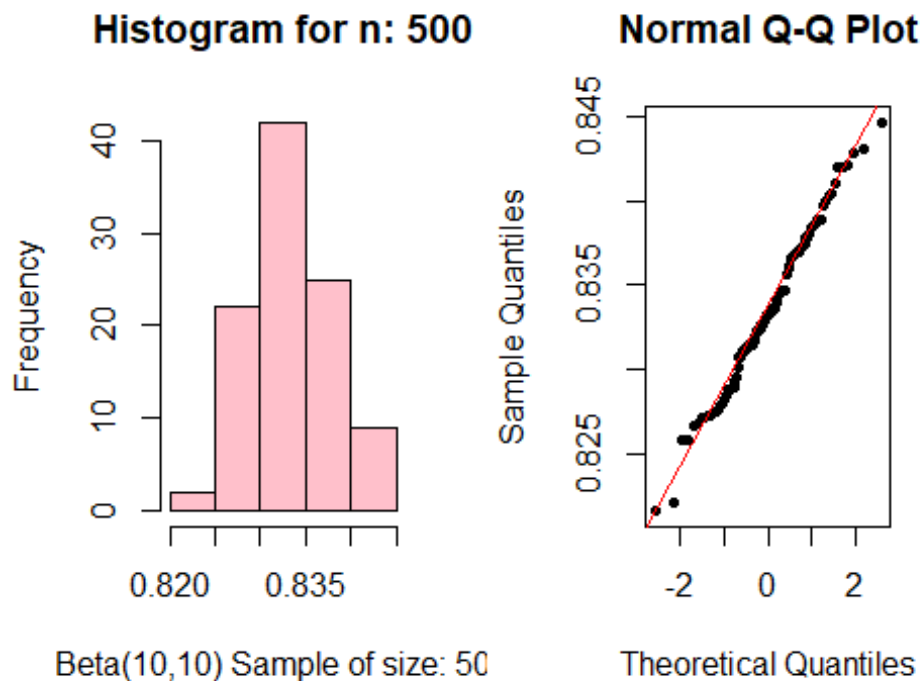 Histogram for n: 500
Frequency
0
10
20
30
40
0.820
0.835
Beta(10,10) Sample of size: 50
Normal Q-Q Plot
Sample Quantiles
0.825
0.835
0.845
-2
0
2
Theoretical Quantiles